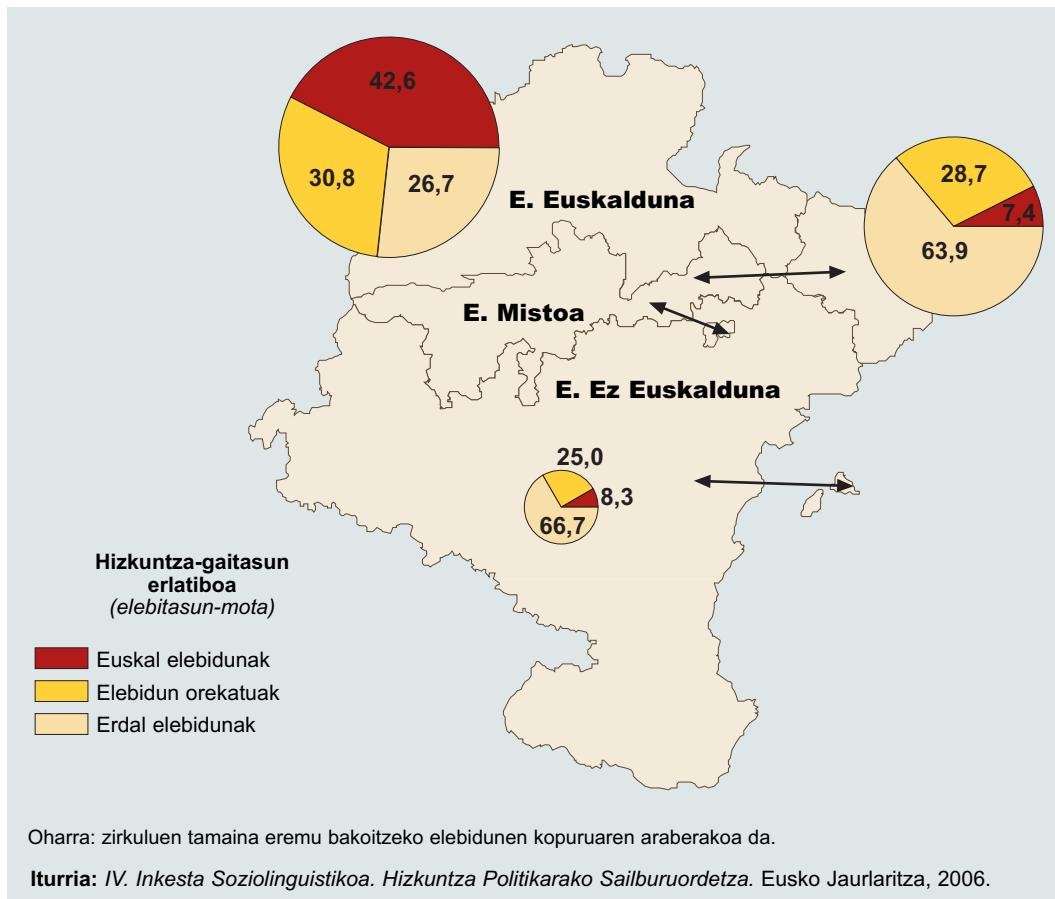 42,6
30,8
26,7
28,7
7,4
63,9
E. Euskalduna
E. Mistoa
E. Ez Euskalduna
25,0
8,3
66,7
Hizkuntza-gaitasun
erlatiboa
(elebitasun-mota)
Euskal elebidunak
Elebidun orekatuak
Erdal elebidunak
Oharra: zirkuluen tamaina eremu bakoitzeko elebidunen kopuruaren araberakoa da.
Iturria: IV. Inkesta Soziolinguistikoa. Hizkuntza Politikarako Sailburuordetza. Eusko Jaurlaritza, 2006.